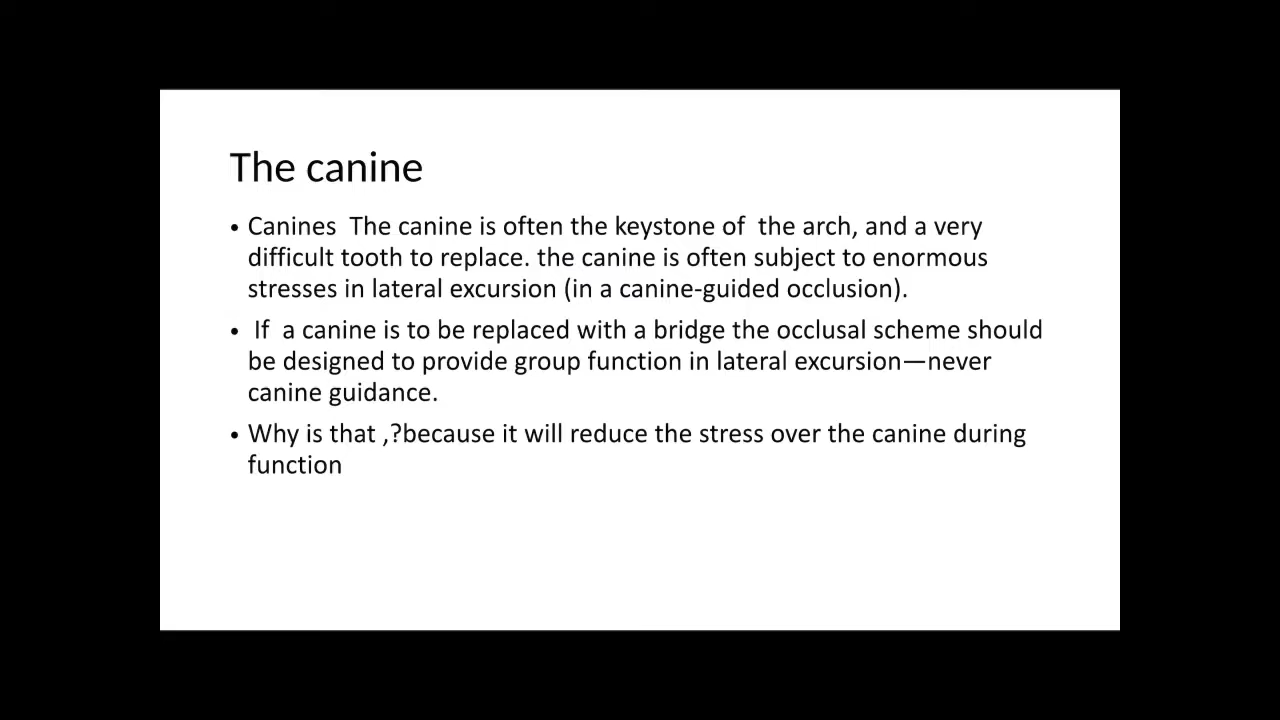 The canine
• Canines  The canine is often the keystone of  the arch, and a very
difficult tooth to replace. the canine is often subject to enormous
stresses in lateral excursion (in a canine-guided occlusion).
•  If  a canine is to be replaced with a bridge the occlusal scheme should
be designed to provide group function in lateral excursion—never
canine guidance.
• Why is that ,?because it will reduce the stress over the canine during
function